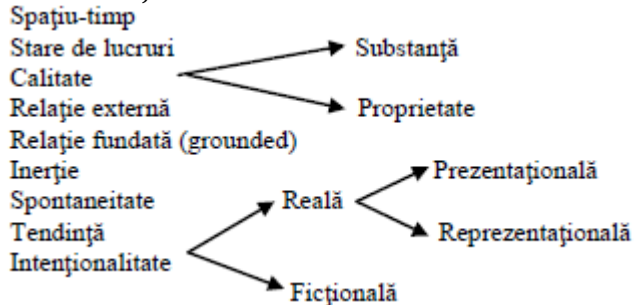 Spaţiu-timp
Stare de lucruri Substanţă
Calitate
Relaţie externă Proprietate
Relaţie fundată (grounded)
Inerţie Prezentaţională
Spontaneitate Reală
Tendinţă Reprezentaţională
Intenţionalitate
Ficţională